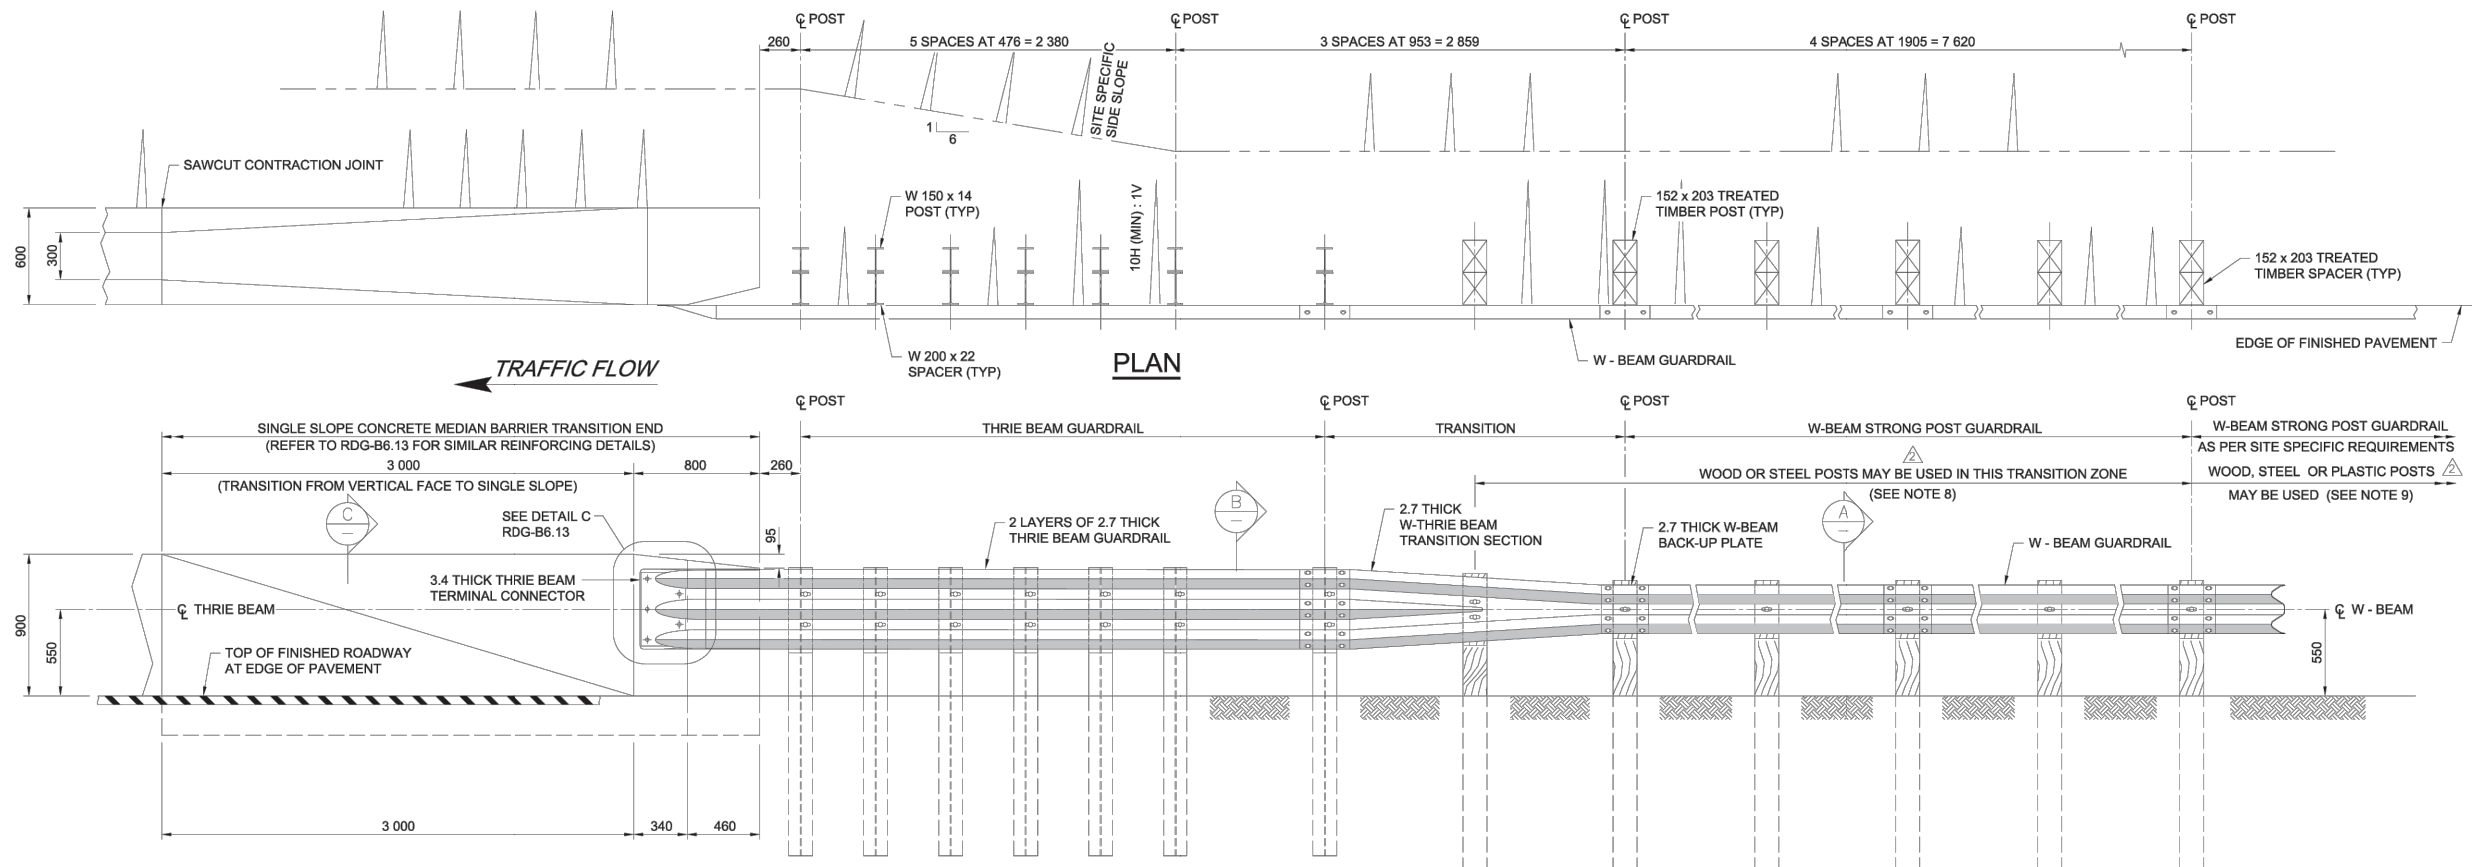 ℄ POST
℄ POST
℄ POST
℄ POST
260
5 SPACES AT 476 = 2 380
3 SPACES AT 953 = 2 859
4 SPACES AT 1905 = 7 620
SITE SPECIFIC
SIDE SLOPE
1
6
SAWCUT CONTRACTION JOINT
600
300
W 150 x 14
POST (TYP)
10H (MIN) : 1V
152 x 203 TREATED
TIMBER POST (TYP)
152 x 203 TREATED
TIMBER SPACER (TYP)
W 200 x 22
SPACER (TYP)
W - BEAM GUARDRAIL
EDGE OF FINISHED PAVEMENT
TRAFFIC FLOW
PLAN
℄ POST
℄ POST
℄ POST
℄ POST
SINGLE SLOPE CONCRETE MEDIAN BARRIER TRANSITION END
(REFER TO RDG-B6.13 FOR SIMILAR REINFORCING DETAILS)
THRIE BEAM GUARDRAIL
TRANSITION
W-BEAM STRONG POST GUARDRAIL
W-BEAM STRONG POST GUARDRAIL
AS PER SITE SPECIFIC REQUIREMENTS
3 000
800
260
(TRANSITION FROM VERTICAL FACE TO SINGLE SLOPE)
2
WOOD OR STEEL POSTS MAY BE USED IN THIS TRANSITION ZONE
(SEE NOTE 8)
WOOD, STEEL OR PLASTIC POSTS
2
MAY BE USED (SEE NOTE 9)
C
SEE DETAIL C
RDG-B6.13
95
B
2 LAYERS OF 2.7 THICK
THRIE BEAM GUARDRAIL
2.7 THICK
W-THRIE BEAM
TRANSITION SECTION
2.7 THICK W-BEAM
BACK-UP PLATE
A
W - BEAM GUARDRAIL
3.4 THICK THRIE BEAM
TERMINAL CONNECTOR
℄ THRIE BEAM
℄ W - BEAM
900
550
TOP OF FINISHED ROADWAY
AT EDGE OF PAVEMENT
550
3 000
340
460